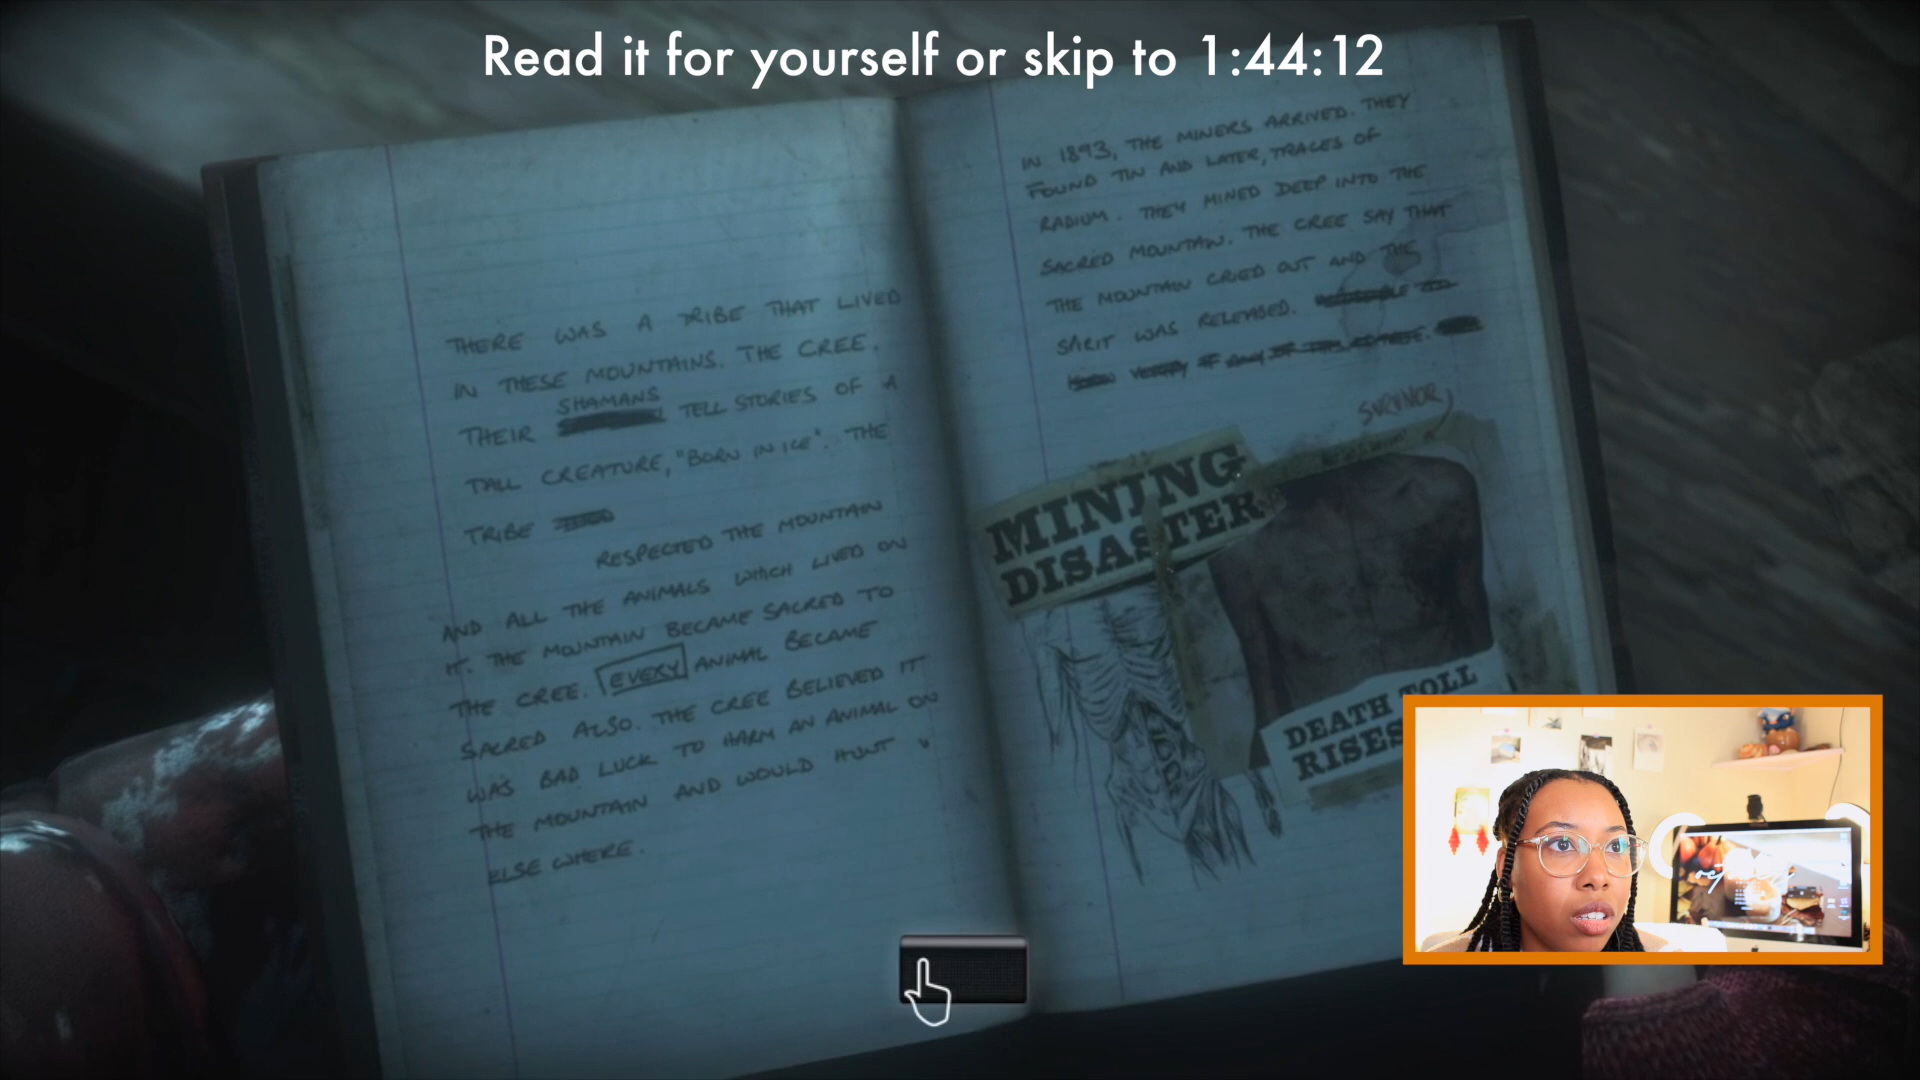 Read it for yourself or skip to 1:44:12
THERE WAS A TRIBE THAT LIVED
IN THESE MOUNTAINS. THE CREE.
SHAMANS
THEIR TELL STORIES OF A
TALL CREATURE, "BORN IN ICE". THE
TRIBE
RESPECTED THE MOUNTAIN
AND ALL THE ANIMALS WHICH LIVED ON
IT. THE MOUNTAIN BECAME SACRED TO
THE CREE. EVERY ANIMAL BECAME
SACRED ALSO. THE CREE BELIEVED IT
WAS BAD LUCK TO HARM AN ANIMAL ON
THE MOUNTAIN AND WOULD HUNT
ELSE WHERE.
IN 1893, THE MINERS ARRIVED. THEY
FOUND TIN AND LATER, TRACES OF
RADIUM. THEY MINED DEEP INTO THE
SACRED MOUNTAIN. THE CREE SAY THAT
THE MOUNTAIN CRIED OUT AND THE
SPIRIT WAS RELEASED.
SURVIVOR
MINING
DISASTER
DEATH TOLL
RISES